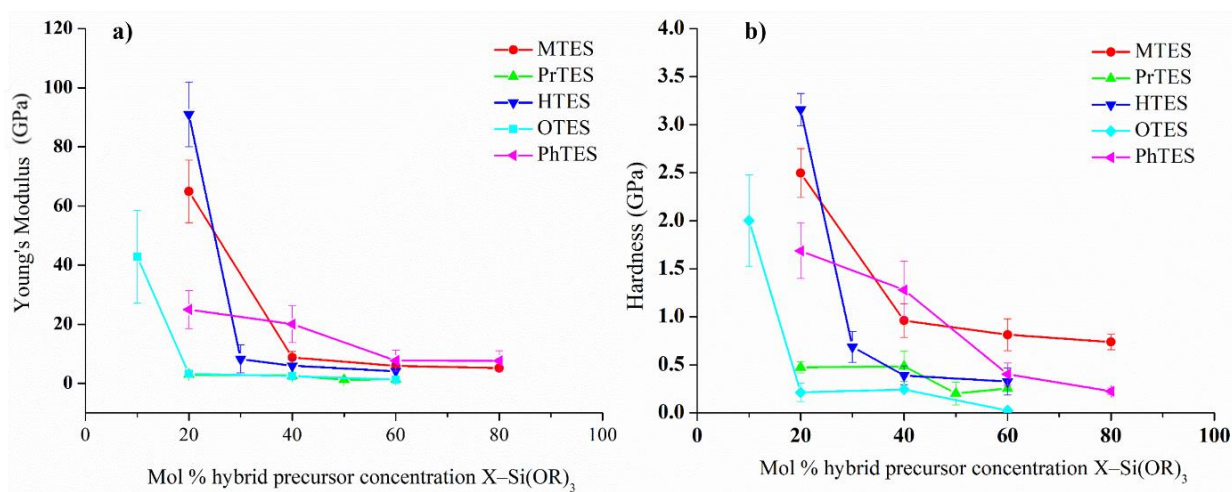 a)
120
100
80
60
40
20
0
Young's Modulus (GPa)
MTES
PrTES
HTES
OTES
PhTES
0 20 40 60 80 100
Mol % hybrid precursor concentration X–Si(OR)3
b)
4.0
3.5
3.0
2.5
2.0
1.5
1.0
0.5
0.0
Hardness (GPa)
MTES
PrTES
HTES
OTES
PhTES
0 20 40 60 80 100
Mol % hybrid precursor concentration X–Si(OR)3